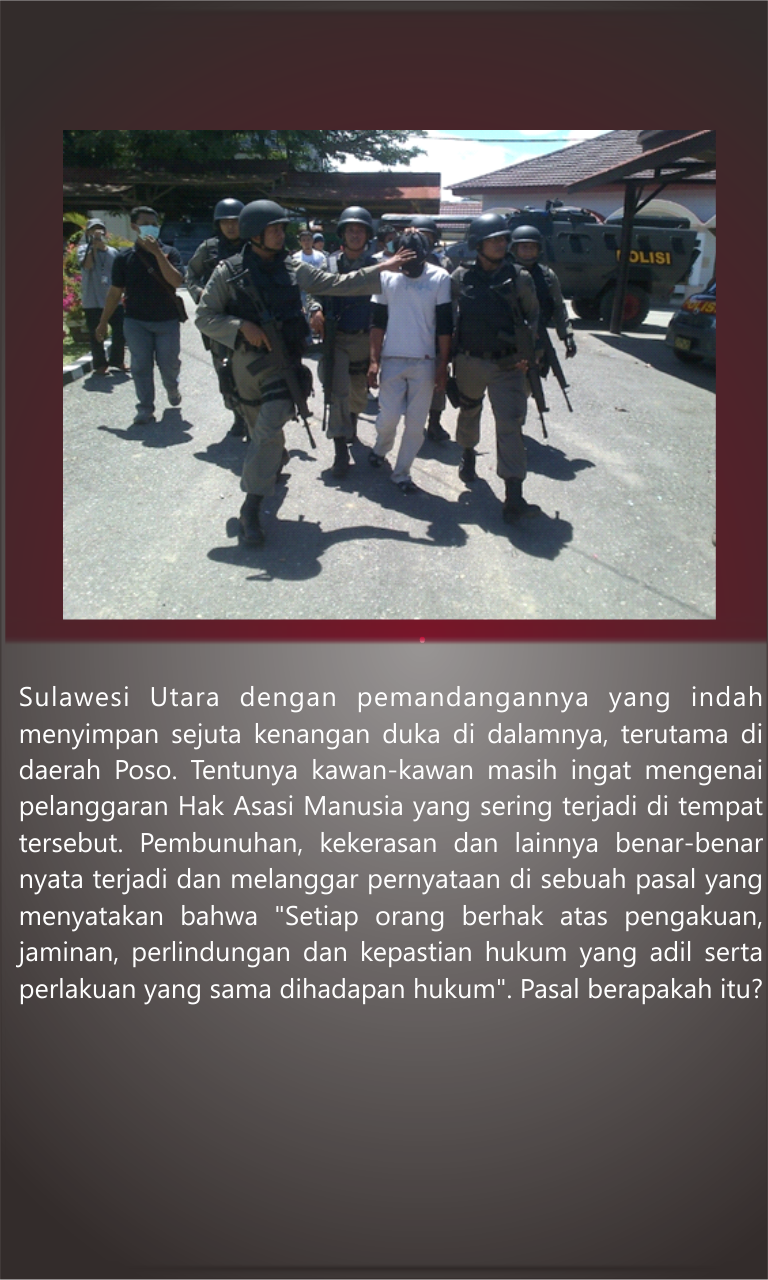 POLISI
Sulawesi Utara dengan pemandangannya yang indah
menyimpan sejuta kenangan duka di dalamnya, terutama di
daerah Poso. Tentunya kawan-kawan masih ingat mengenai
pelanggaran Hak Asasi Manusia yang sering terjadi di tempat
tersebut. Pembunuhan, kekerasan dan lainnya benar-benar
nyata terjadi dan melanggar pernyataan di sebuah pasal yang
menyatakan bahwa "Setiap orang berhak atas pengakuan,
jaminan, perlindungan dan kepastian hukum yang adil serta
perlakuan yang sama dihadapan hukum". Pasal berapakah itu?